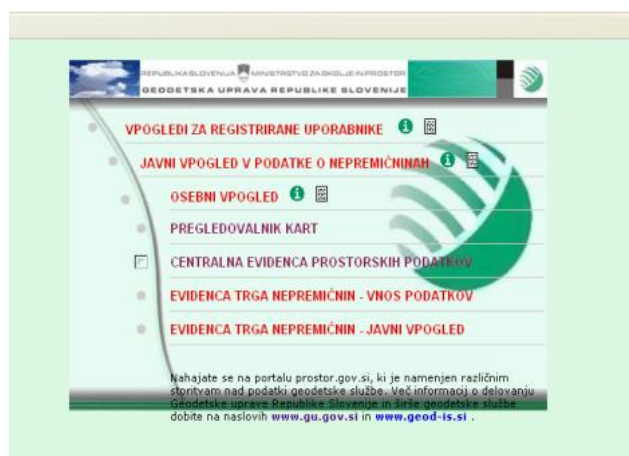 REPUBLIKA SLOVENIJA MINISTRSTVO ZA OKOLJE IN PROSTOR
GEODETSKA UPRAVA REPUBLIKE SLOVENIJE
VPOGLEDI ZA REGISTRIRANE UPORABNIKE
JAVNI VPOGLED V PODATKE O NEPREMIČNINAH
OSEBNI VPOGLED
PREGLEDOVALNIK KART
CENTRALNA EVIDENCA PROSTORSKIH PODATKOV
EVIDENCA TRGA NEPREMIČNIN - VNOS PODATKOV
EVIDENCA TRGA NEPREMIČNIN - JAVNI VPOGLED
Nahajate se na portalu prostor.gov.si, ki je namenjen različnim
storitvam nad podatki geodetske službe. Več informacij o delovanju
Geodetske uprave Republike Slovenije in širše geodetske službe
dobite na naslovih www.gu.gov.si in www.geod-is.si .